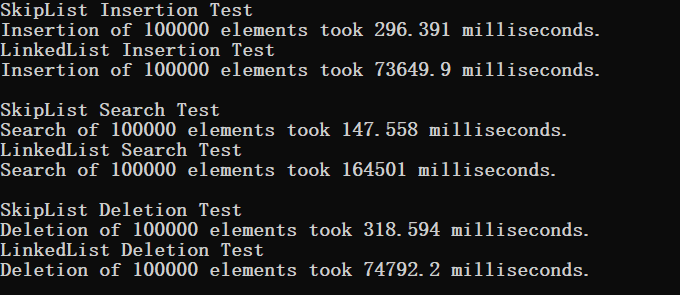 SkipList Insertion Test
Insertion of 100000 elements took 296.391 milliseconds.
LinkedList Insertion Test
Insertion of 100000 elements took 73649.9 milliseconds.
SkipList Search Test
Search of 100000 elements took 147.558 milliseconds.
LinkedList Search Test
Search of 100000 elements took 164501 milliseconds.
SkipList Deletion Test
Deletion of 100000 elements took 318.594 milliseconds.
LinkedList Deletion Test
Deletion of 100000 elements took 74792.2 milliseconds.